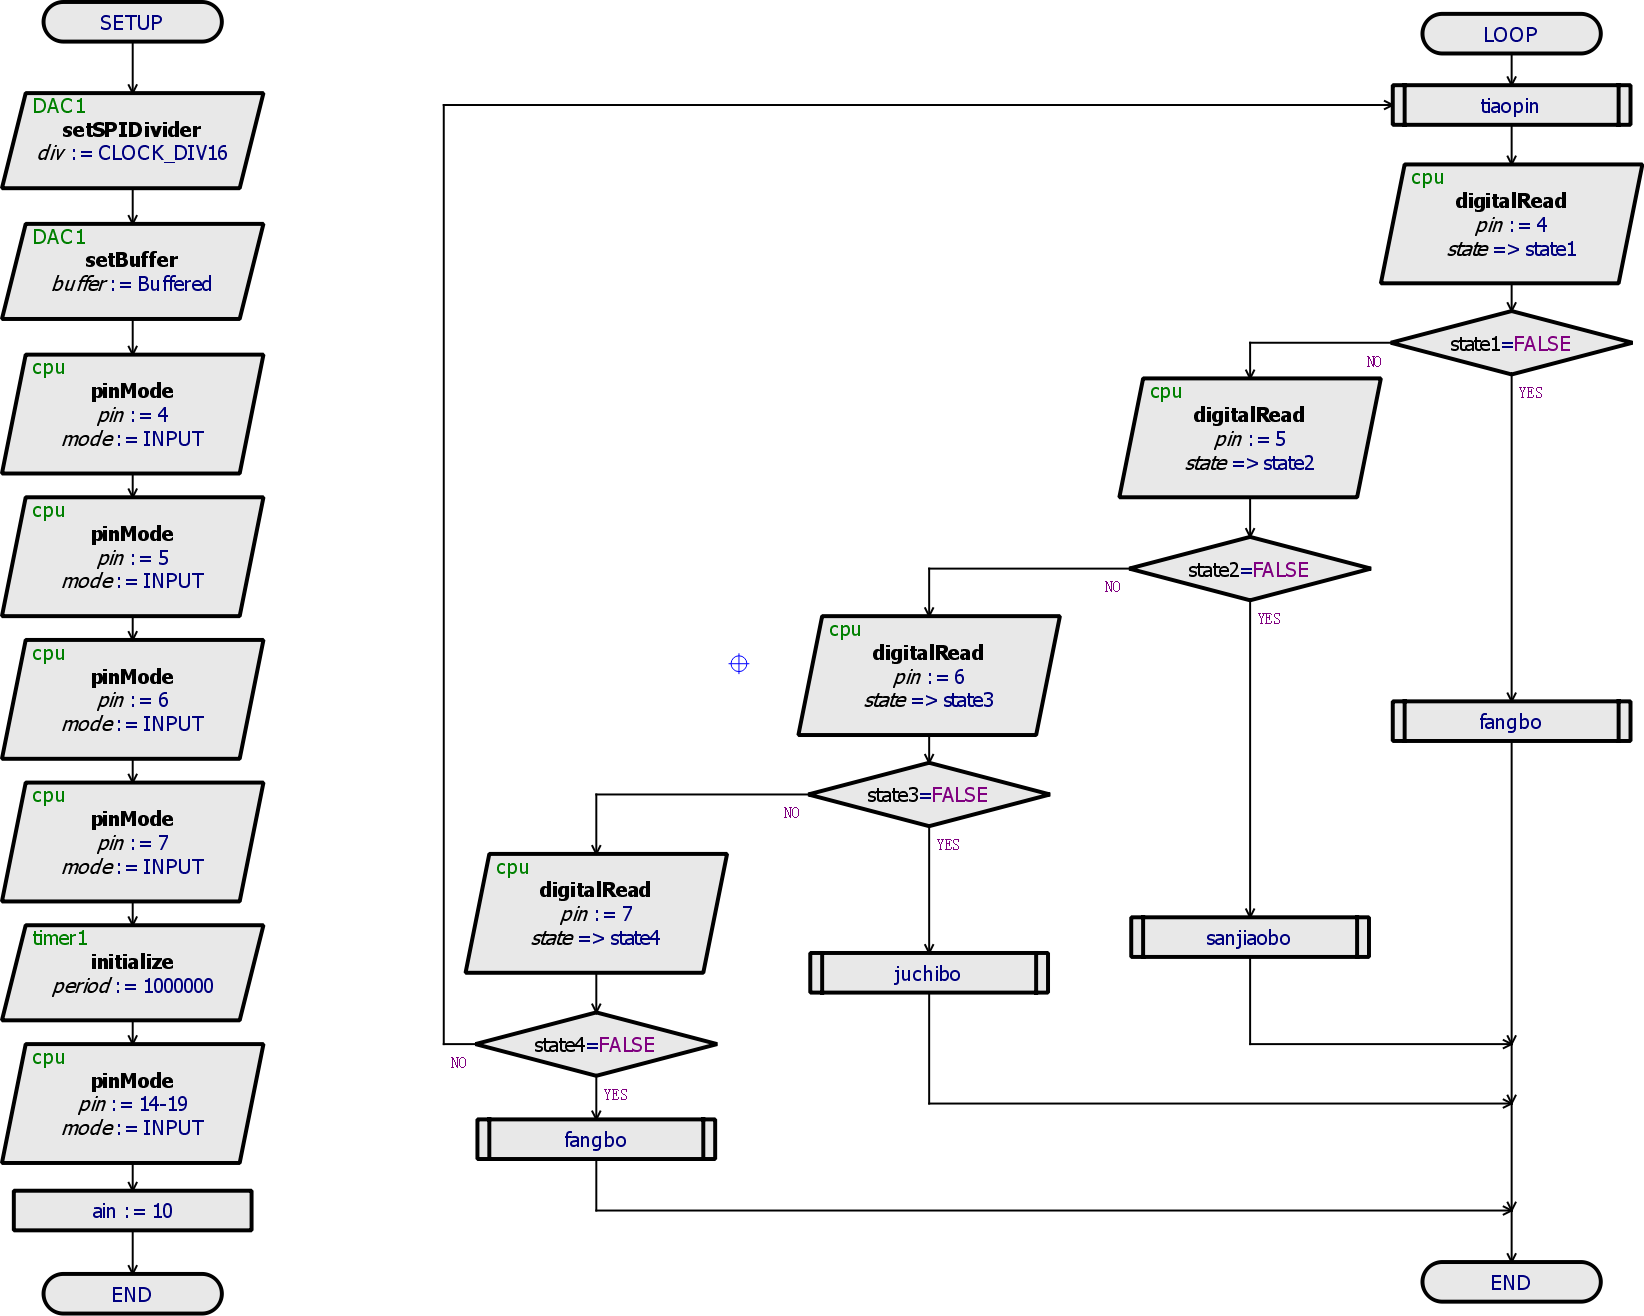 SETUP
DAC1
setSPIDivider
div := CLOCK_DIV16
DAC1
setBuffer
buffer := Buffered
cpu
pinMode
pin := 4
mode := INPUT
cpu
pinMode
pin := 5
mode := INPUT
cpu
pinMode
pin := 6
mode := INPUT
cpu
pinMode
pin := 7
mode := INPUT
timer1
initialize
period := 1000000
cpu
pinMode
pin := 14-19
mode := INPUT
ain := 10
END
LOOP
tiaopin
cpu
digitalRead
pin := 4
state => state1
state1=FALSE
NO
YES
cpu
digitalRead
pin := 5
state => state2
state2=FALSE
NO
YES
cpu
digitalRead
pin := 6
state => state3
state3=FALSE
NO
YES
cpu
digitalRead
pin := 7
state => state4
state4=FALSE
NO
YES
fangbo
sanjiaobo
juchibo
fangbo
END